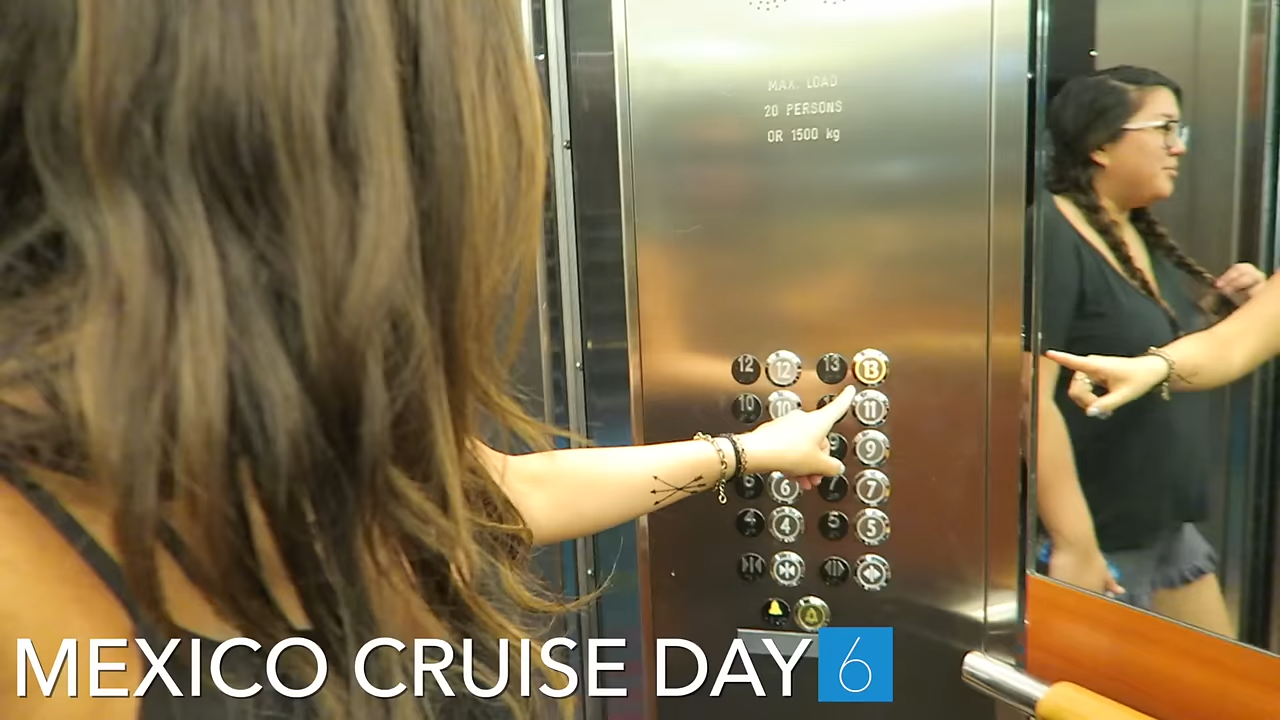 MAX. LOAD
20 PERSONS
OR 1500 kg
12 12 13 13
10 10 11
9 9
6 6 7 7
4 4 5 5
MEXICO CRUISE DAY 6